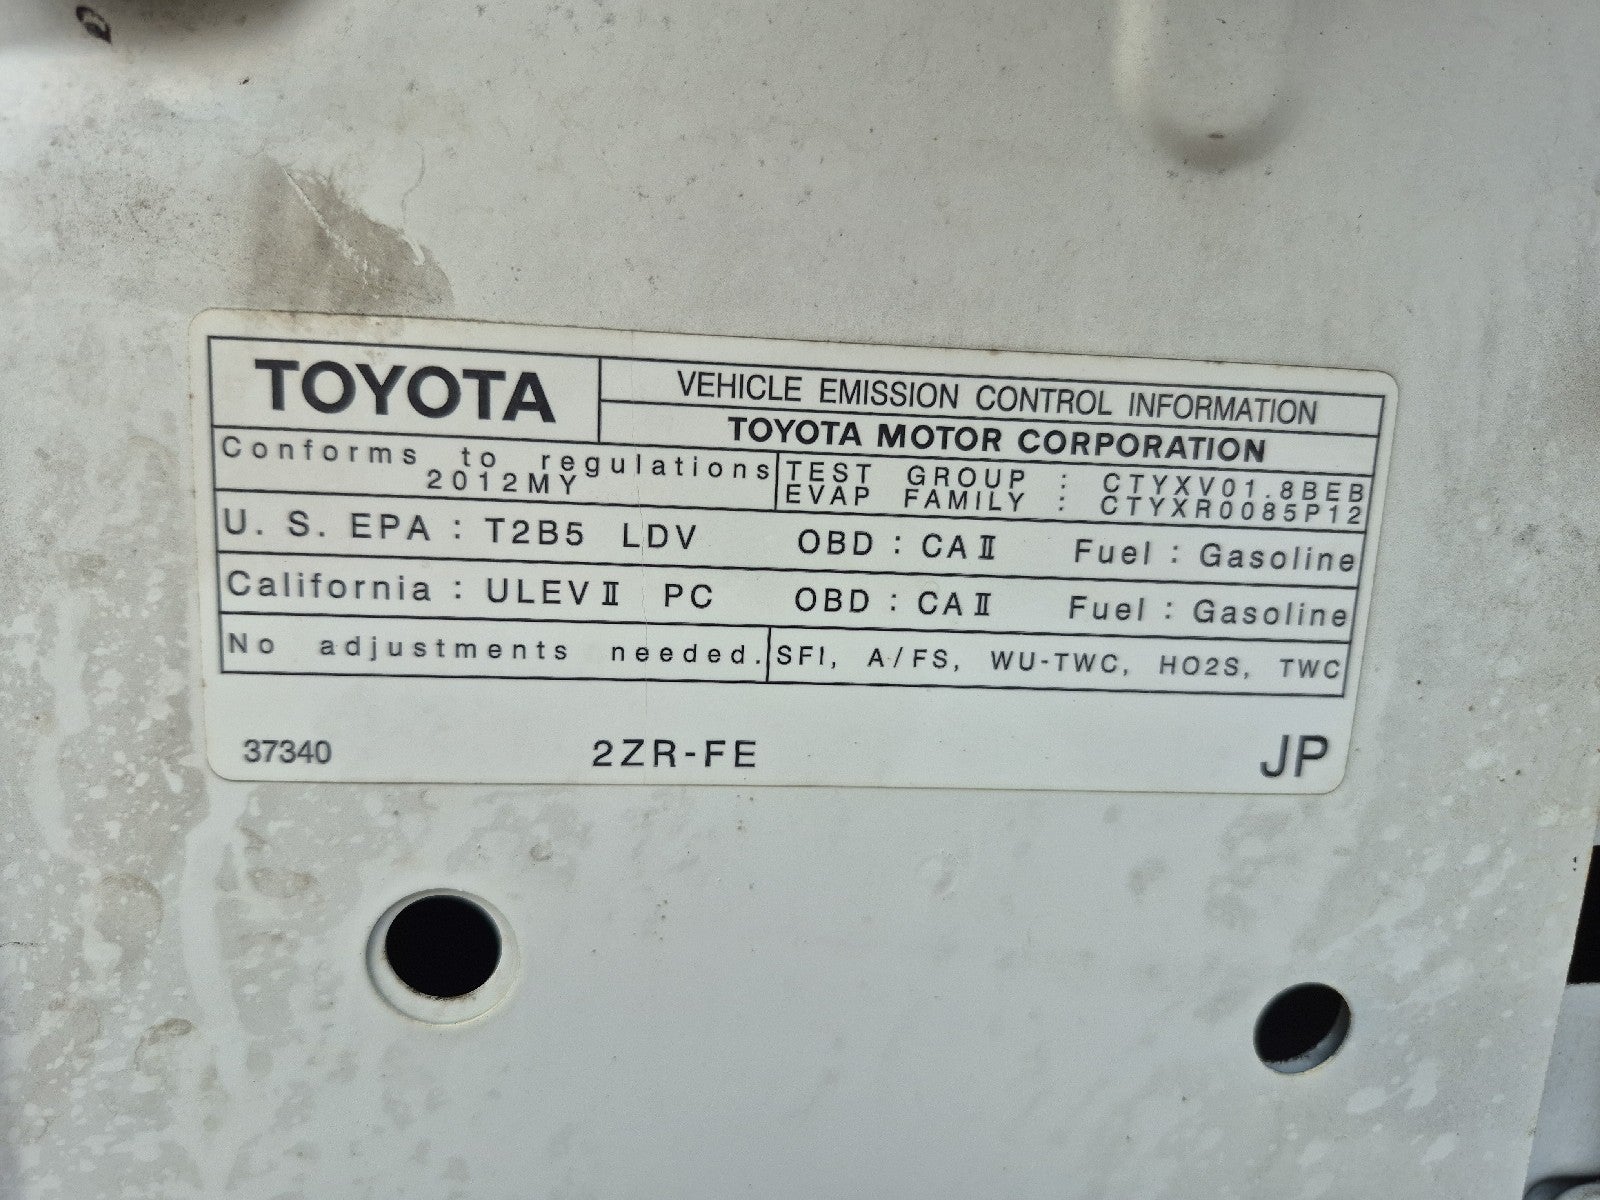 TOYOTA
VEHICLE EMISSION CONTROL INFORMATION
TOYOTA MOTOR CORPORATION
Conforms to regulations
2012MY
TEST GROUP : CTYXV01.8BEB
EVAP FAMILY : CTYXR0085P12
U. S. EPA : T2B5 LDV OBD : CAⅡ Fuel : Gasoline
California : ULEVⅡ PC OBD : CAⅡ Fuel : Gasoline
No adjustments needed.
SFI, A/FS, WU-TWC, HO2S, TWC
37340 2ZR-FE JP